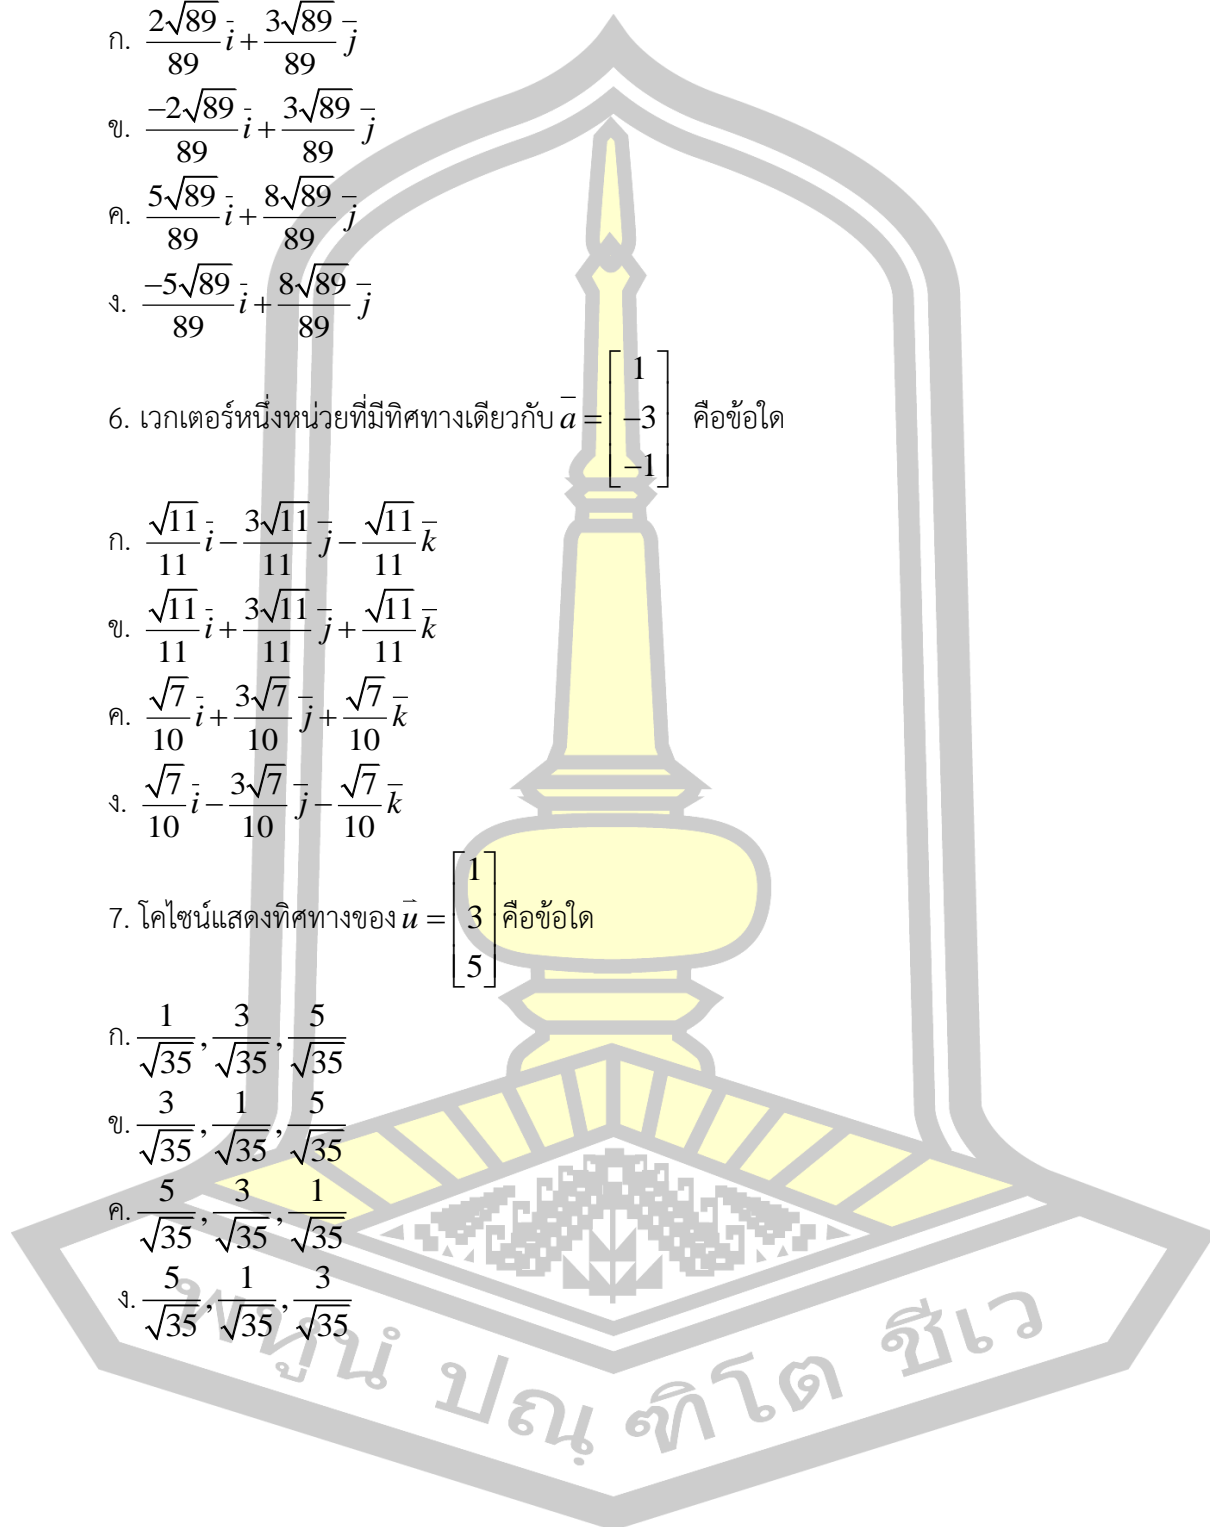 ก. \frac{2\sqrt{89}}{89}\bar{i}+\frac{3\sqrt{89}}{89}\bar{j}
ข. \frac{-2\sqrt{89}}{89}\bar{i}+\frac{3\sqrt{89}}{89}\bar{j}
ค. \frac{5\sqrt{89}}{89}\bar{i}+\frac{8\sqrt{89}}{89}\bar{j}
ง. \frac{-5\sqrt{89}}{89}\bar{i}+\frac{8\sqrt{89}}{89}\bar{j}
6. เวกเตอร์หนึ่งหน่วยที่มีทิศทางเดียวกับ \bar{a}=\begin{bmatrix}1\\-3\\-1\end{bmatrix} คือข้อใด
ก. \frac{\sqrt{11}}{11}\bar{i}-\frac{3\sqrt{11}}{11}\bar{j}-\frac{\sqrt{11}}{11}\bar{k}
ข. \frac{\sqrt{11}}{11}\bar{i}+\frac{3\sqrt{11}}{11}\bar{j}+\frac{\sqrt{11}}{11}\bar{k}
ค. \frac{\sqrt{7}}{10}\bar{i}+\frac{3\sqrt{7}}{10}\bar{j}+\frac{\sqrt{7}}{10}\bar{k}
ง. \frac{\sqrt{7}}{10}\bar{i}-\frac{3\sqrt{7}}{10}\bar{j}-\frac{\sqrt{7}}{10}\bar{k}
7. โคไซน์แสดงทิศทางของ \vec{u}=\begin{bmatrix}1\\3\\5\end{bmatrix} คือข้อใด
ก. \frac{1}{\sqrt{35}},\frac{3}{\sqrt{35}},\frac{5}{\sqrt{35}}
ข. \frac{3}{\sqrt{35}},\frac{1}{\sqrt{35}},\frac{5}{\sqrt{35}}
ค. \frac{5}{\sqrt{35}},\frac{3}{\sqrt{35}},\frac{1}{\sqrt{35}}
ง. \frac{5}{\sqrt{35}},\frac{1}{\sqrt{35}},\frac{3}{\sqrt{35}}
พหูนํ ปณฺฑิโต ชีเว